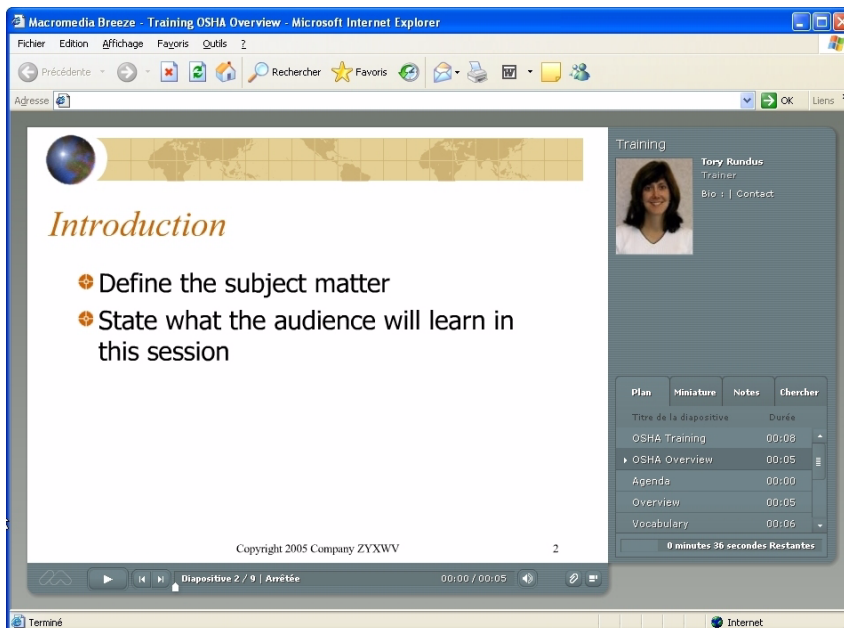 Macromedia Breeze - Training OSHA Overview - Microsoft Internet Explorer
Fichier Edition Affichage Favoris Outils ?
Précédente Rechercher Favoris
Adresse OK Liens
Training
Tory Rundus
Trainer
Bio : | Contact
Introduction
Define the subject matter
State what the audience will learn in
this session
Copyright 2005 Company ZYXWV 2
Plan Miniature Notes Chercher
Titre de la diapositive Durée
OSHA Training 00:08
OSHA Overview 00:05
Agenda 00:00
Overview 00:05
Vocabulary 00:06
0 minutes 36 secondes Restantes
Diapositive 2 / 9 | Arrêtée 00:00 / 00:05
Terminé Internet